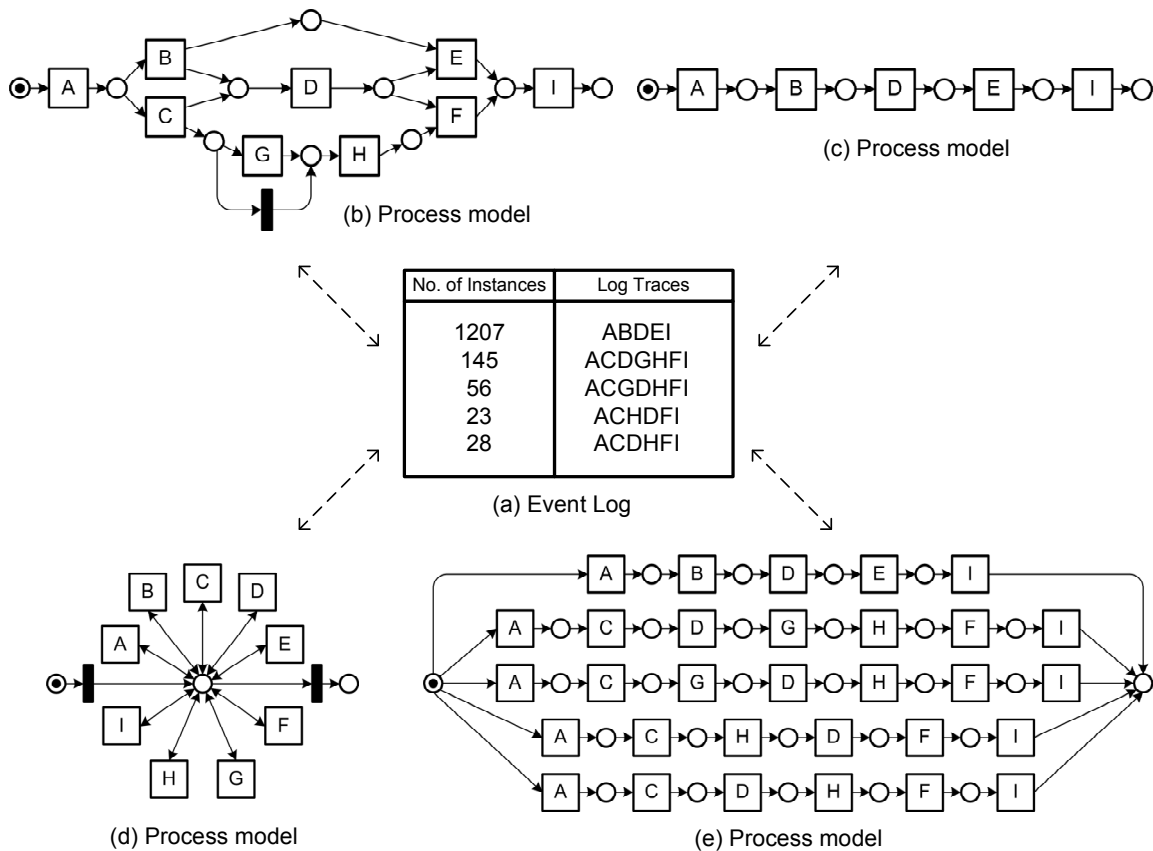 B
E
A
I
D
C
F
G
H
(b) Process model
A B D E I
(c) Process model
No. of Instances Log Traces
1207 ABDEI
145 ACDGHFI
56 ACGDHFI
23 ACHDFI
28 ACDHFI
(a) Event Log
C
B D
A E
I F
H G
(d) Process model
A B D E I
A C D G H F I
A C G D H F I
A C H D F I
A C D H F I
(e) Process model